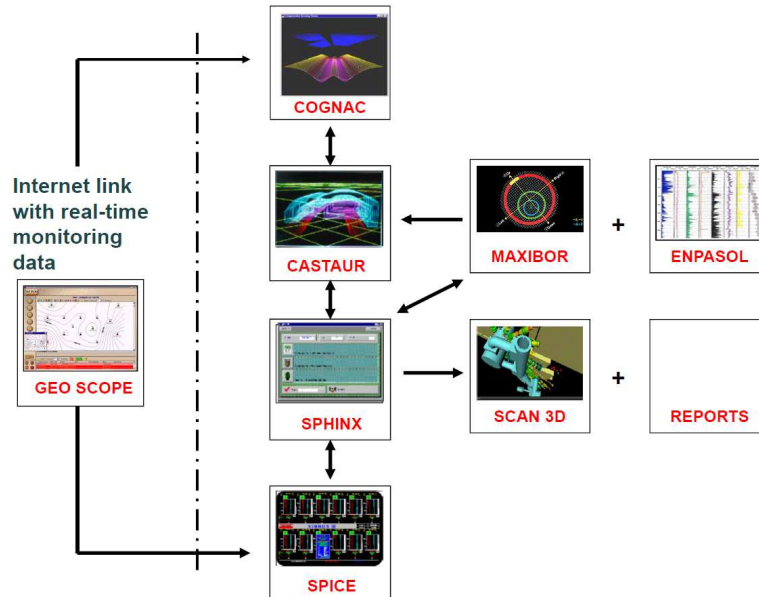 COGNAC
Internet link
with real-time
monitoring
data
CASTAUR
MAXIBOR
+
ENPASOL
GEO SCOPE
SPHINX
SCAN 3D
+
REPORTS
SPICE